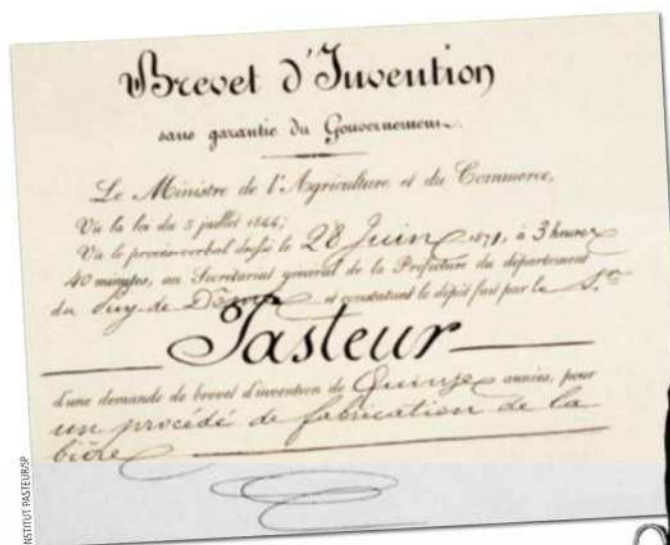 Brevet d'Invention
sans garantie du Gouvernement.
Le Ministre de l'Agriculture et du Commerce,
Vu la loi du 5 juillet 1844;
Vu le procès-verbal dressé le 28 Juin 1871, à 3 heures
40 minutes, au Secrétariat général de la Préfecture du département
du Puy-de-Dôme et constatant le dépôt fait par le S.r
Pasteur
d'une demande de brevet d'invention de Quinze années, pour
un procédé de fabrication de la
bière
INSTITUT PASTEUR/SP